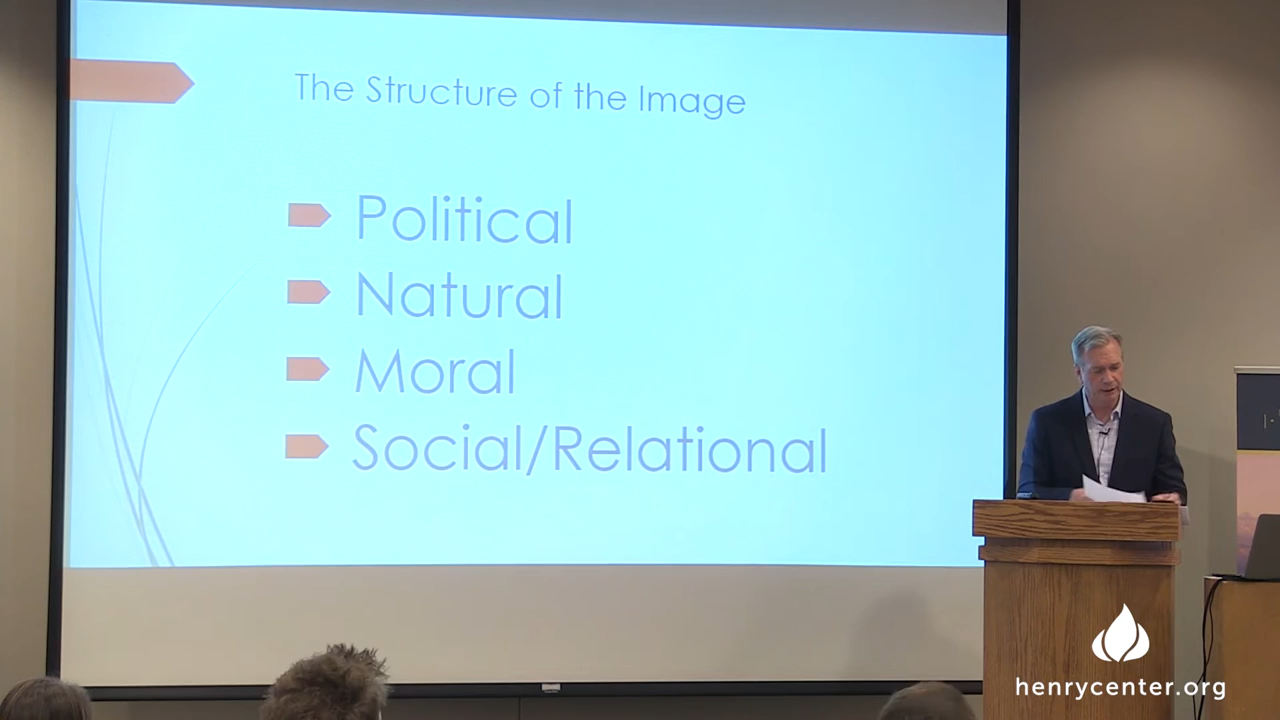 The Structure of the Image
Political
Natural
Moral
Social/Relational
henrycenter.org